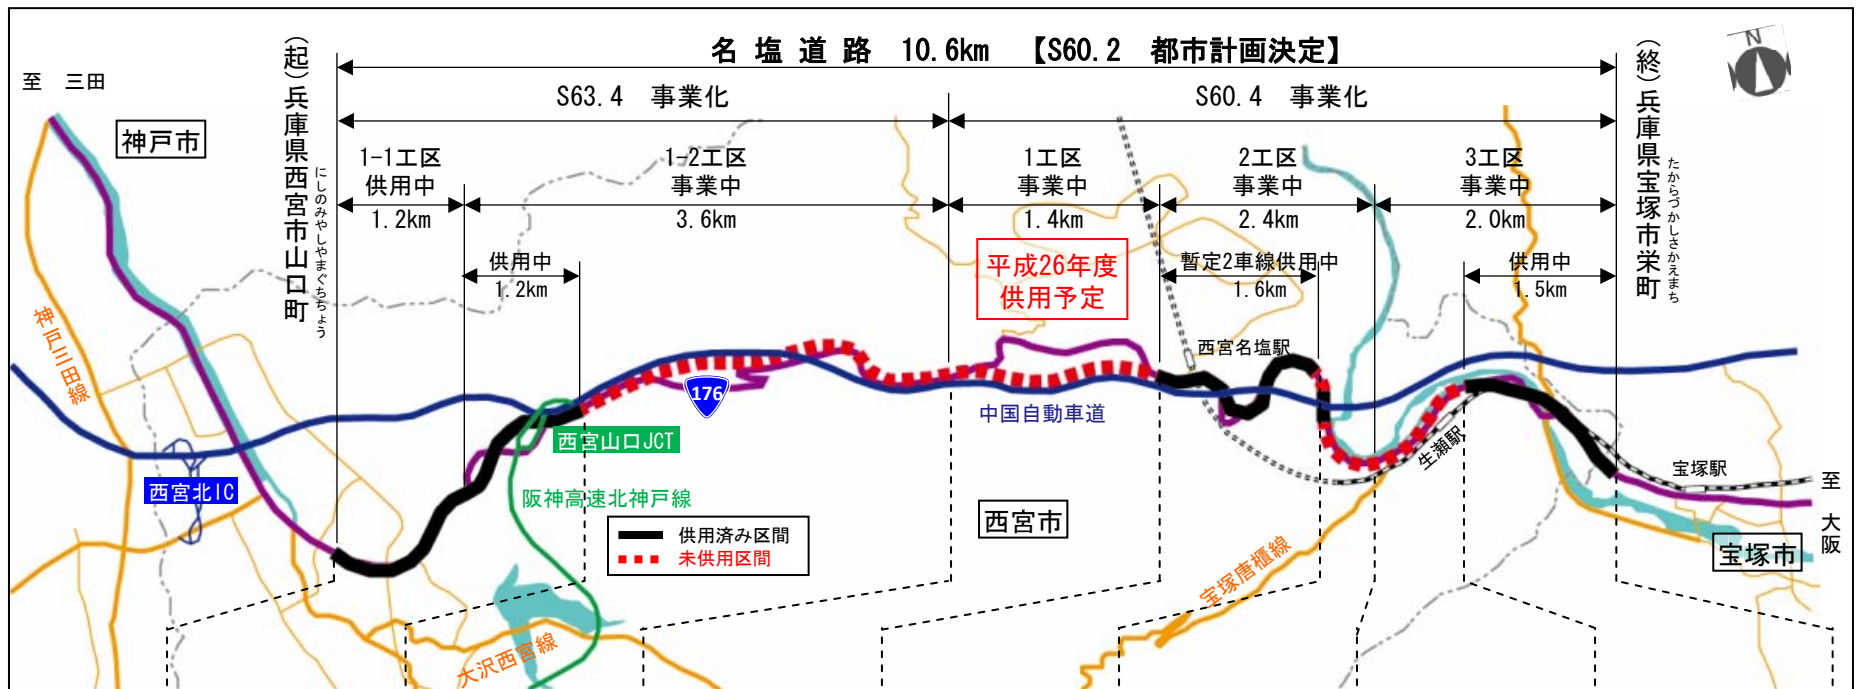 名塩道路　10.6km　【S60.2　都市計画決定】
N
至　三田
(起)兵庫県西宮市山口町
にしのみやしやまぐちちょう
(終)兵庫県宝塚市栄町
たからづかしさかえまち
S63.4　事業化
S60.4　事業化
神戸市
1-1工区
供用中
1.2km
1-2工区
事業中
3.6km
1工区
事業中
1.4km
2工区
事業中
2.4km
3工区
事業中
2.0km
供用中
1.2km
平成26年度
供用予定
暫定2車線供用中
1.6km
供用中
1.5km
神戸三田線
西宮名塩駅
176
中国自動車道
西宮山口JCT
生瀬駅
宝塚駅
西宮北IC
阪神高速北神戸線
至　大阪
西宮市
供用済み区間
未供用区間
宝塚市
宝塚唐櫃線
大沢西宮線